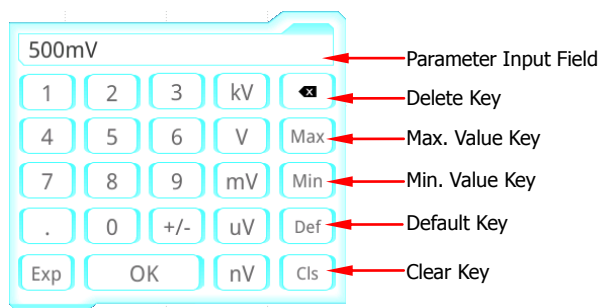 500mV
Parameter Input Field
1 2 3 kV
Delete Key
4 5 6 V Max
Max. Value Key
7 8 9 mV Min
Min. Value Key
. 0 +/- uV Def
Default Key
Exp OK nV Cls
Clear Key